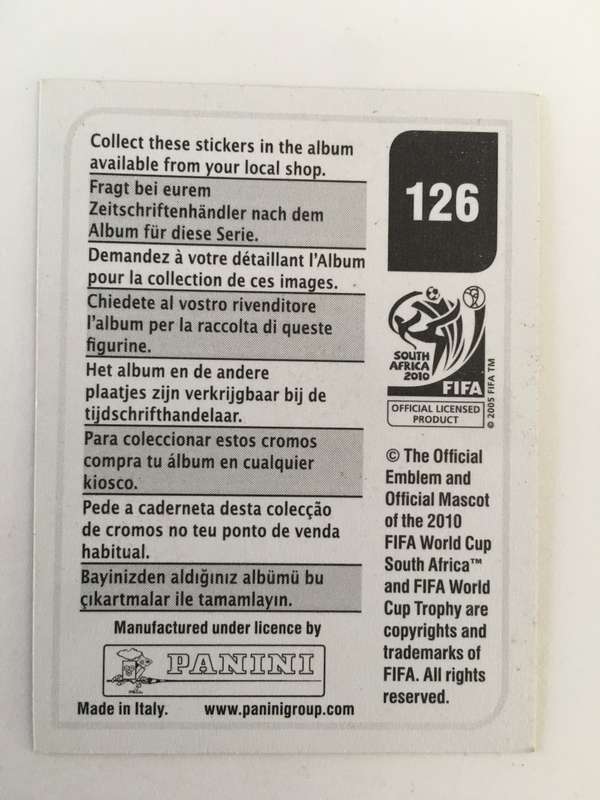 Collect these stickers in the album
available from your local shop.
Fragt bei eurem
Zeitschriftenhändler nach dem
Album für diese Serie.
Demandez à votre détaillant l'Album
pour la collection de ces images.
Chiedete al vostro rivenditore
l'album per la raccolta di queste
figurine.
Het album en de andere
plaatjes zijn verkrijgbaar bij de
tijdschrifthandelaar.
Para coleccionar estos cromos
compra tu álbum en cualquier
kiosco.
Pede a caderneta desta colecção
de cromos no teu ponto de venda
habitual.
Bayinizden aldığınız albümü bu
çıkartmalar ile tamamlayın.
Manufactured under licence by
PANINI
Made in Italy. www.paninigroup.com
126
SOUTH
AFRICA
2010
FIFA
OFFICIAL LICENSED
PRODUCT
© 2005 FIFA TM
© The Official
Emblem and
Official Mascot
of the 2010
FIFA World Cup
South Africa™
and FIFA World
Cup Trophy are
copyrights and
trademarks of
FIFA. All rights
reserved.